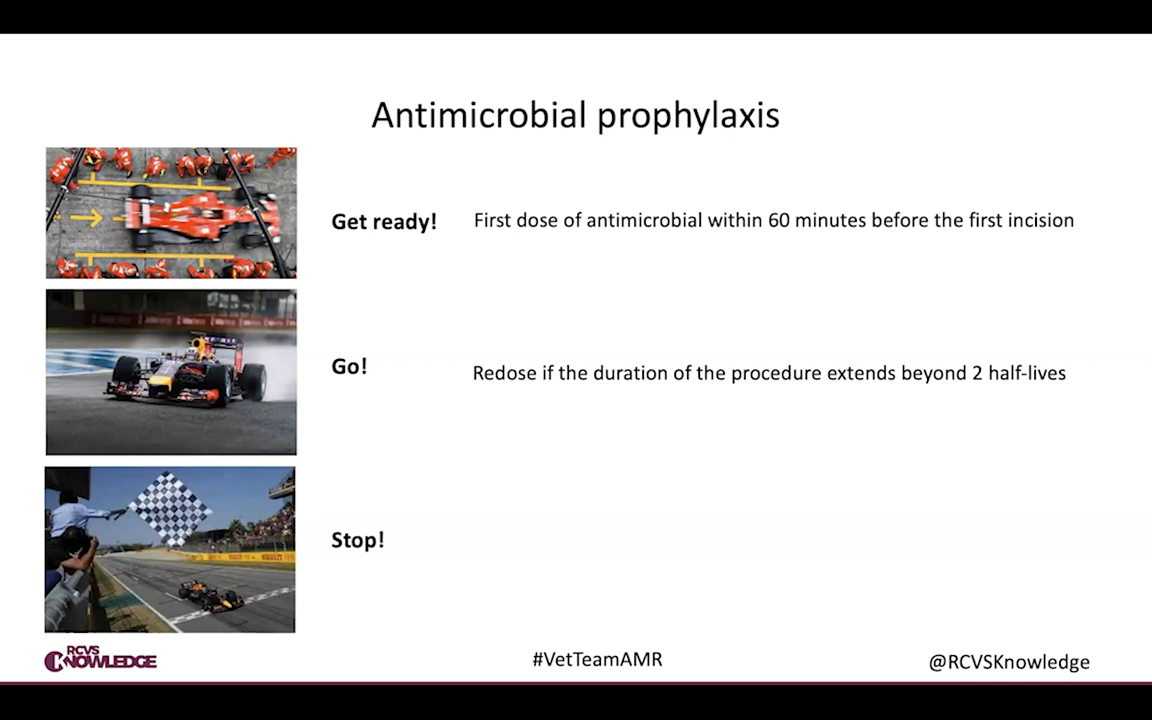 Antimicrobial prophylaxis
Get ready! First dose of antimicrobial within 60 minutes before the first incision
Go! Redose if the duration of the procedure extends beyond 2 half-lives
Stop!
RCVS
KNOWLEDGE
#VetTeamAMR
@RCVSKnowledge